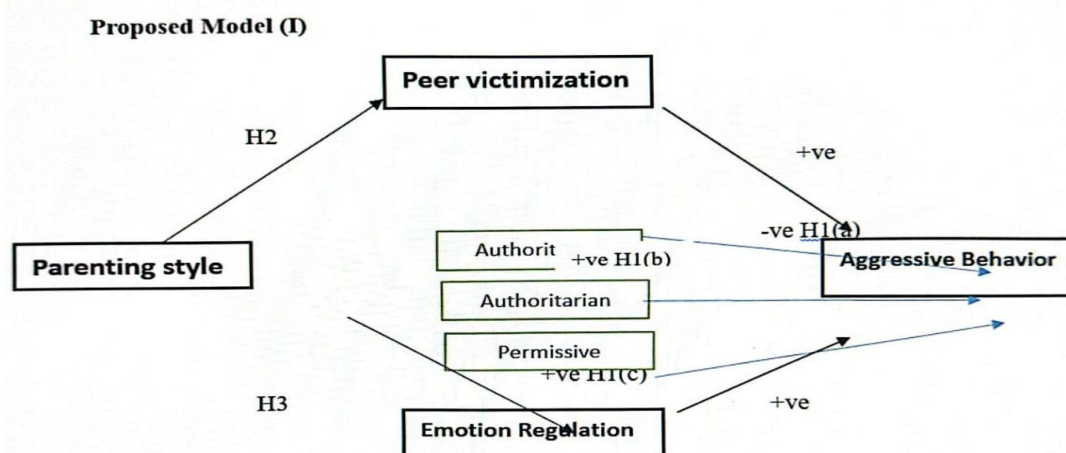 Proposed Model (I)
Peer victimization
H2
+ve
-ve H1(a)
Parenting style
Authorit
+ve H1(b)
Aggressive Behavior
Authoritarian
Permissive
+ve H1(c)
H3
+ve
Emotion Regulation